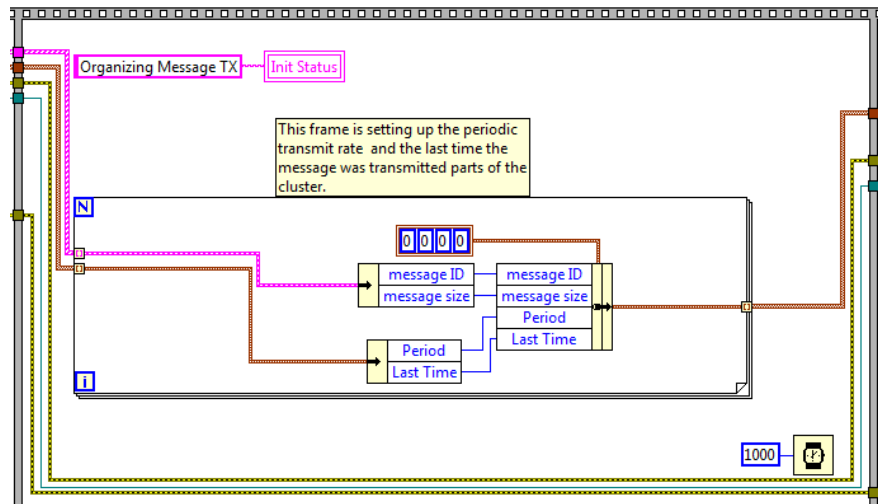 Organizing Message TX
Init Status
This frame is setting up the periodic
transmit rate  and the last time the
message was transmitted parts of the
cluster.
N
0 0 0 0
message ID
message size
message ID
message size
Period
Last Time
Period
Last Time
i
1000